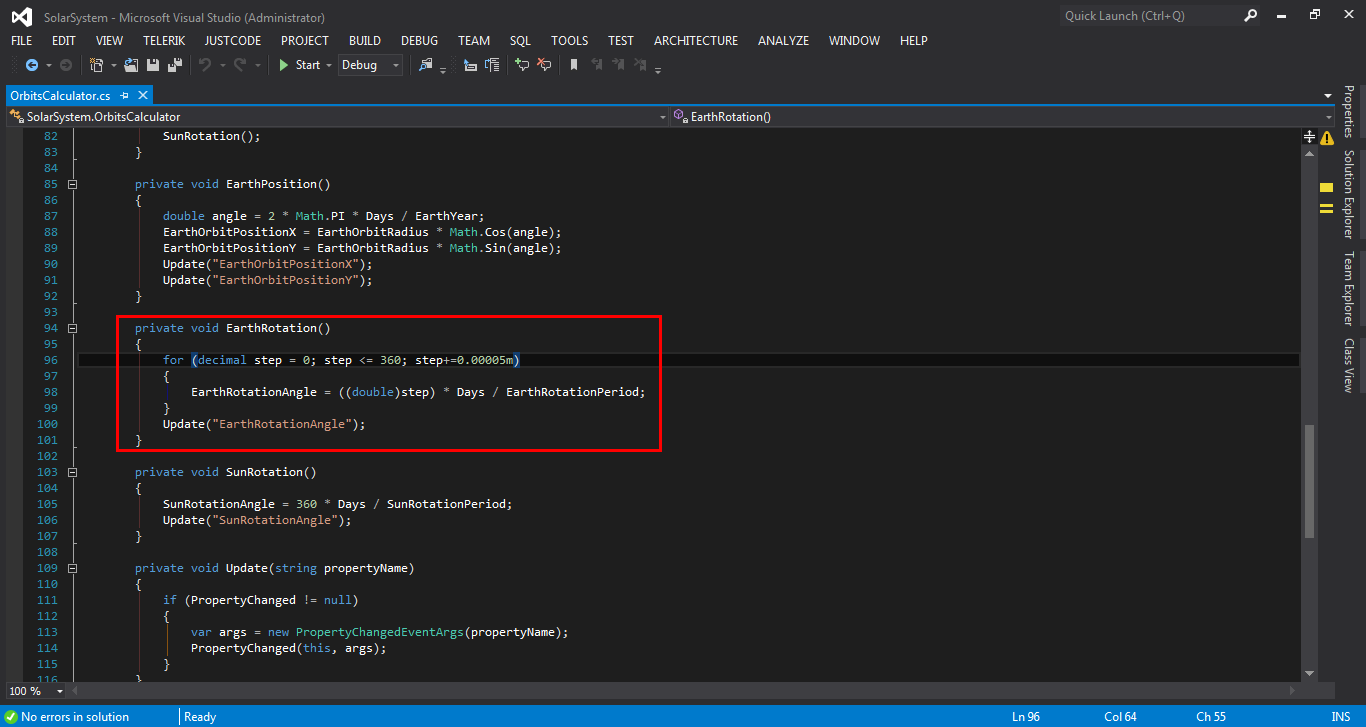 SolarSystem - Microsoft Visual Studio (Administrator)
Quick Launch (Ctrl+Q)
FILE EDIT VIEW TELERIK JUSTCODE PROJECT BUILD DEBUG TEAM SQL TOOLS TEST ARCHITECTURE ANALYZE WINDOW HELP
Start Debug
OrbitsCalculator.cs
SolarSystem.OrbitsCalculator EarthRotation()
82 SunRotation();
83 }
84
85 private void EarthPosition()
86 {
87 double angle = 2 * Math.PI * Days / EarthYear;
88 EarthOrbitPositionX = EarthOrbitRadius * Math.Cos(angle);
89 EarthOrbitPositionY = EarthOrbitRadius * Math.Sin(angle);
90 Update("EarthOrbitPositionX");
91 Update("EarthOrbitPositionY");
92 }
93
94 private void EarthRotation()
95 {
96 for (decimal step = 0; step <= 360; step+=0.00005m)
97 {
98 EarthRotationAngle = ((double)step) * Days / EarthRotationPeriod;
99 }
100 Update("EarthRotationAngle");
101 }
102
103 private void SunRotation()
104 {
105 SunRotationAngle = 360 * Days / SunRotationPeriod;
106 Update("SunRotationAngle");
107 }
108
109 private void Update(string propertyName)
110 {
111 if (PropertyChanged != null)
112 {
113 var args = new PropertyChangedEventArgs(propertyName);
114 PropertyChanged(this, args);
115 }
116 }
Properties
Solution Explorer
Team Explorer
Class View
100 %
No errors in solution Ready Ln 96 Col 64 Ch 55 INS